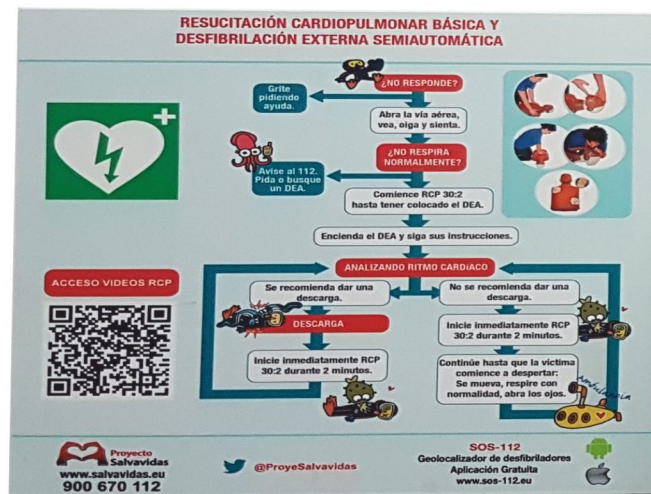 RESUCITACIÓN CARDIOPULMONAR BÁSICA Y
DESFIBRILACIÓN EXTERNA SEMIAUTOMÁTICA
¿NO RESPONDE?
Grite
pidiendo
ayuda.
Abra la vía aérea,
vea, oiga y sienta.
¿NO RESPIRA
NORMALMENTE?
Avise al 112.
Pida o busque
un DEA.
Comience RCP 30:2
hasta tener colocado el DEA.
Encienda el DEA y siga sus instrucciones.
ANALIZANDO RITMO CARDíACO
ACCESO VIDEOS RCP
Se recomienda dar una
descarga.
DESCARGA
Inicie inmediatamente RCP
30:2 durante 2 minutos.
No se recomienda dar una
descarga.
Inicie inmediatamente RCP
30:2 durante 2 minutos.
Continúe hasta que la víctima
comience a despertar:
Se mueva, respire con
normalidad, abra los ojos.
Ambulancia
Proyecto
Salvavidas
www.salvavidas.eu
900 670 112
@ProyeSalvavidas
SOS-112
Geolocalizador de desfibriladores
Aplicación Gratuita
www.sos-112.eu